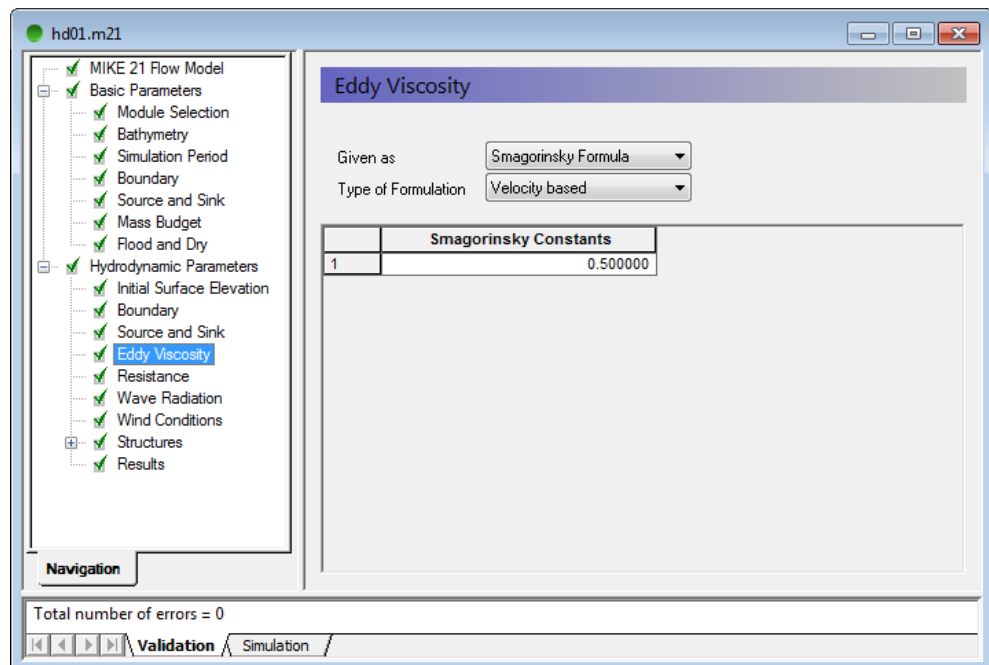 hd01.m21
MIKE 21 Flow Model
Basic Parameters
Module Selection
Bathymetry
Simulation Period
Boundary
Source and Sink
Mass Budget
Flood and Dry
Hydrodynamic Parameters
Initial Surface Elevation
Boundary
Source and Sink
Eddy Viscosity
Resistance
Wave Radiation
Wind Conditions
Structures
Results
Navigation
Eddy Viscosity
Given as Smagorinsky Formula
Type of Formulation Velocity based
Smagorinsky Constants
1 0.500000
Total number of errors = 0
Validation Simulation